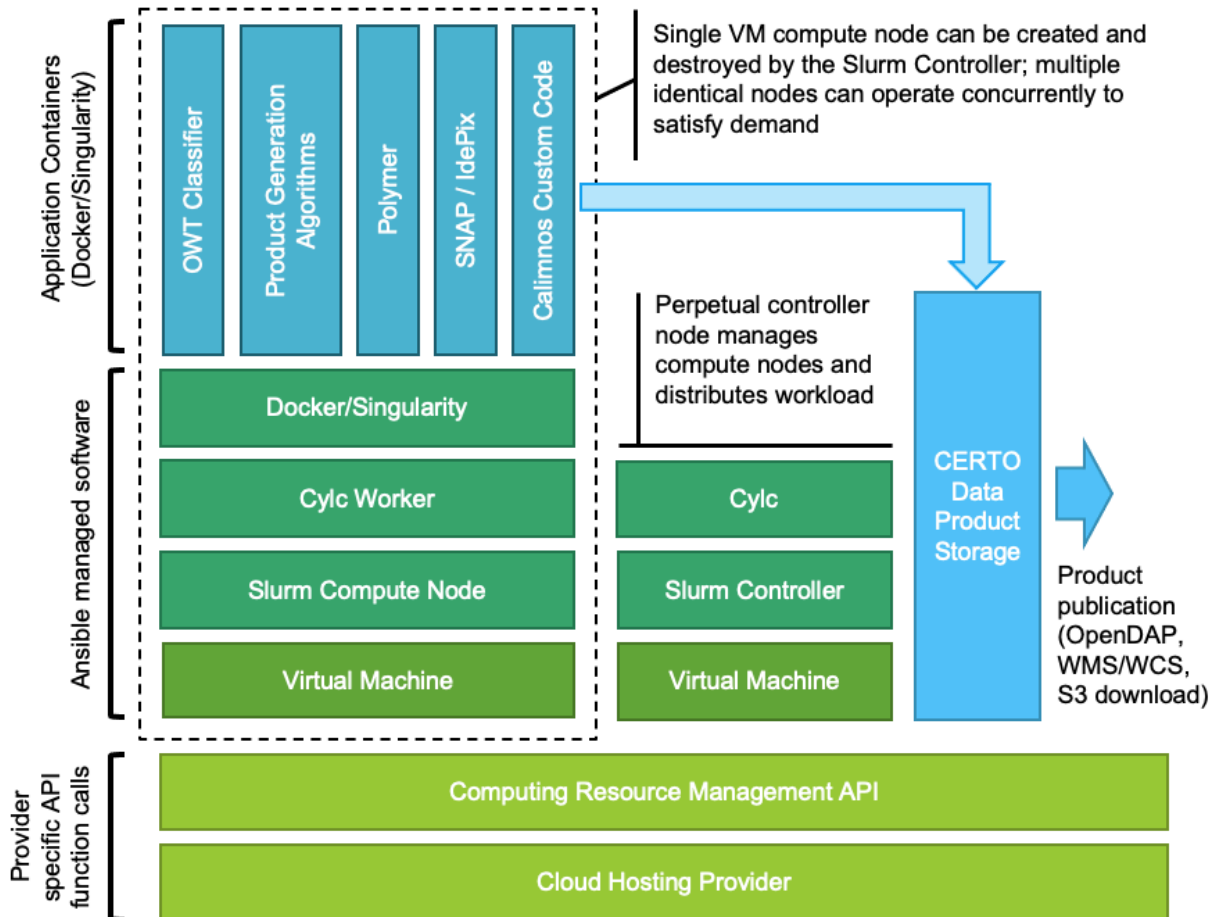 Application Containers
(Docker/Singularity)
OWT Classifier
Product Generation
Algorithms
Polymer
SNAP / IdePix
Calimnos Custom Code
Single VM compute node can be created and
destroyed by the Slurm Controller; multiple
identical nodes can operate concurrently to
satisfy demand
Perpetual controller
node manages
compute nodes and
distributes workload
Ansible managed software
Docker/Singularity
Cylc Worker
Slurm Compute Node
Virtual Machine
Cylc
Slurm Controller
Virtual Machine
CERTO
Data
Product
Storage
Product
publication
(OpenDAP,
WMS/WCS,
S3 download)
Provider
specific API
function calls
Computing Resource Management API
Cloud Hosting Provider